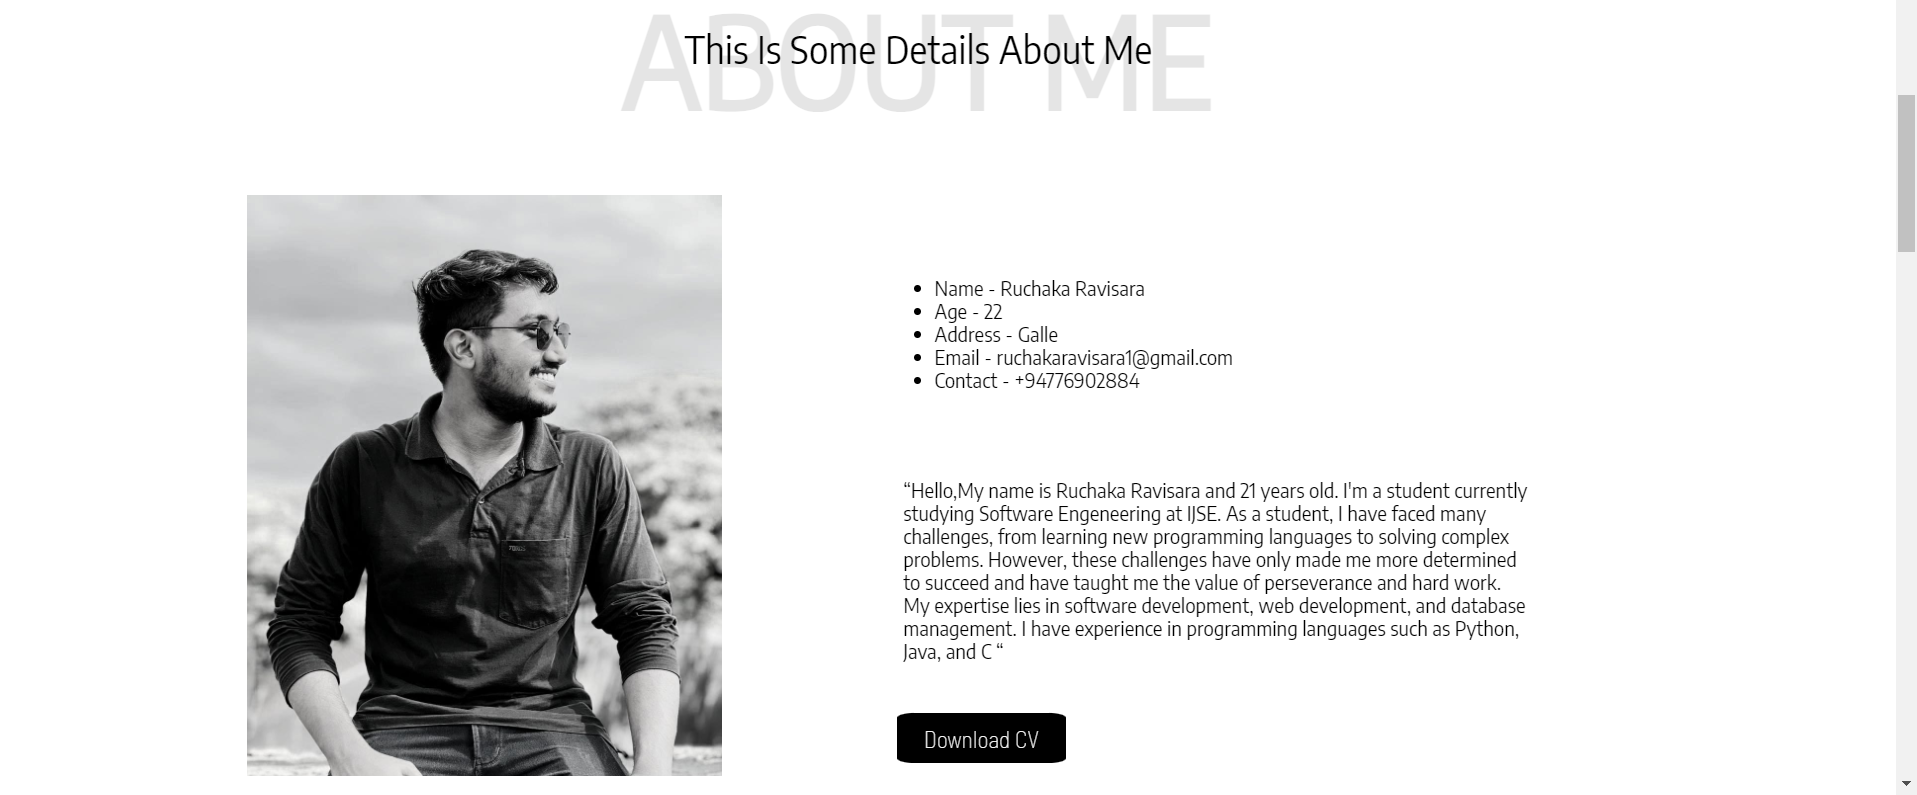 ABOUT ME
This Is Some Details About Me
Name - Ruchaka Ravisara
Age - 22
Address - Galle
Email - ruchakaravisara1@gmail.com
Contact - +94776902884
“Hello,My name is Ruchaka Ravisara and 21 years old. I'm a student currently
studying Software Engeneering at IJSE. As a student, I have faced many
challenges, from learning new programming languages to solving complex
problems. However, these challenges have only made me more determined
to succeed and have taught me the value of perseverance and hard work.
My expertise lies in software development, web development, and database
management. I have experience in programming languages such as Python,
Java, and C “
Download CV